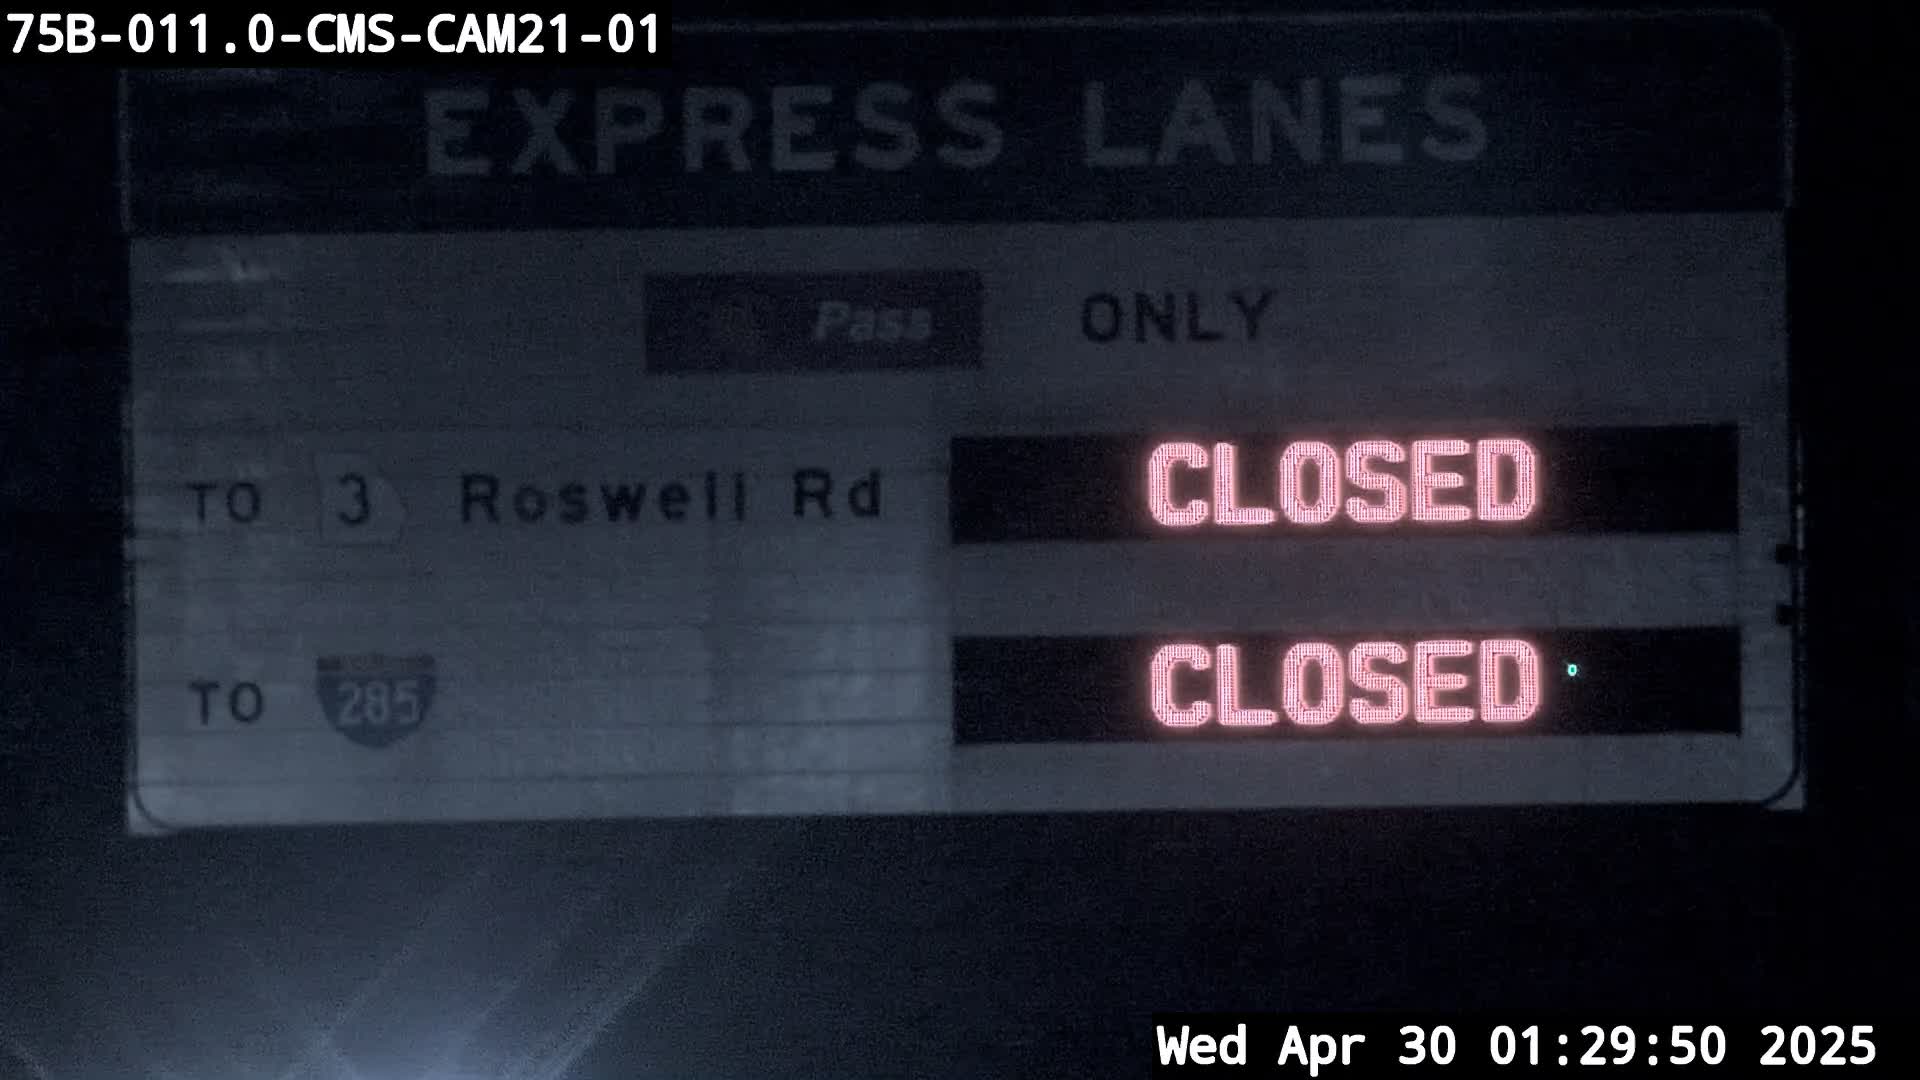 75B-011.0-CMS-CAM21-01
EXPRESS LANES
Pass ONLY
TO 3 Roswell Rd CLOSED
TO 285 CLOSED
Wed Apr 30 01:29:50 2025